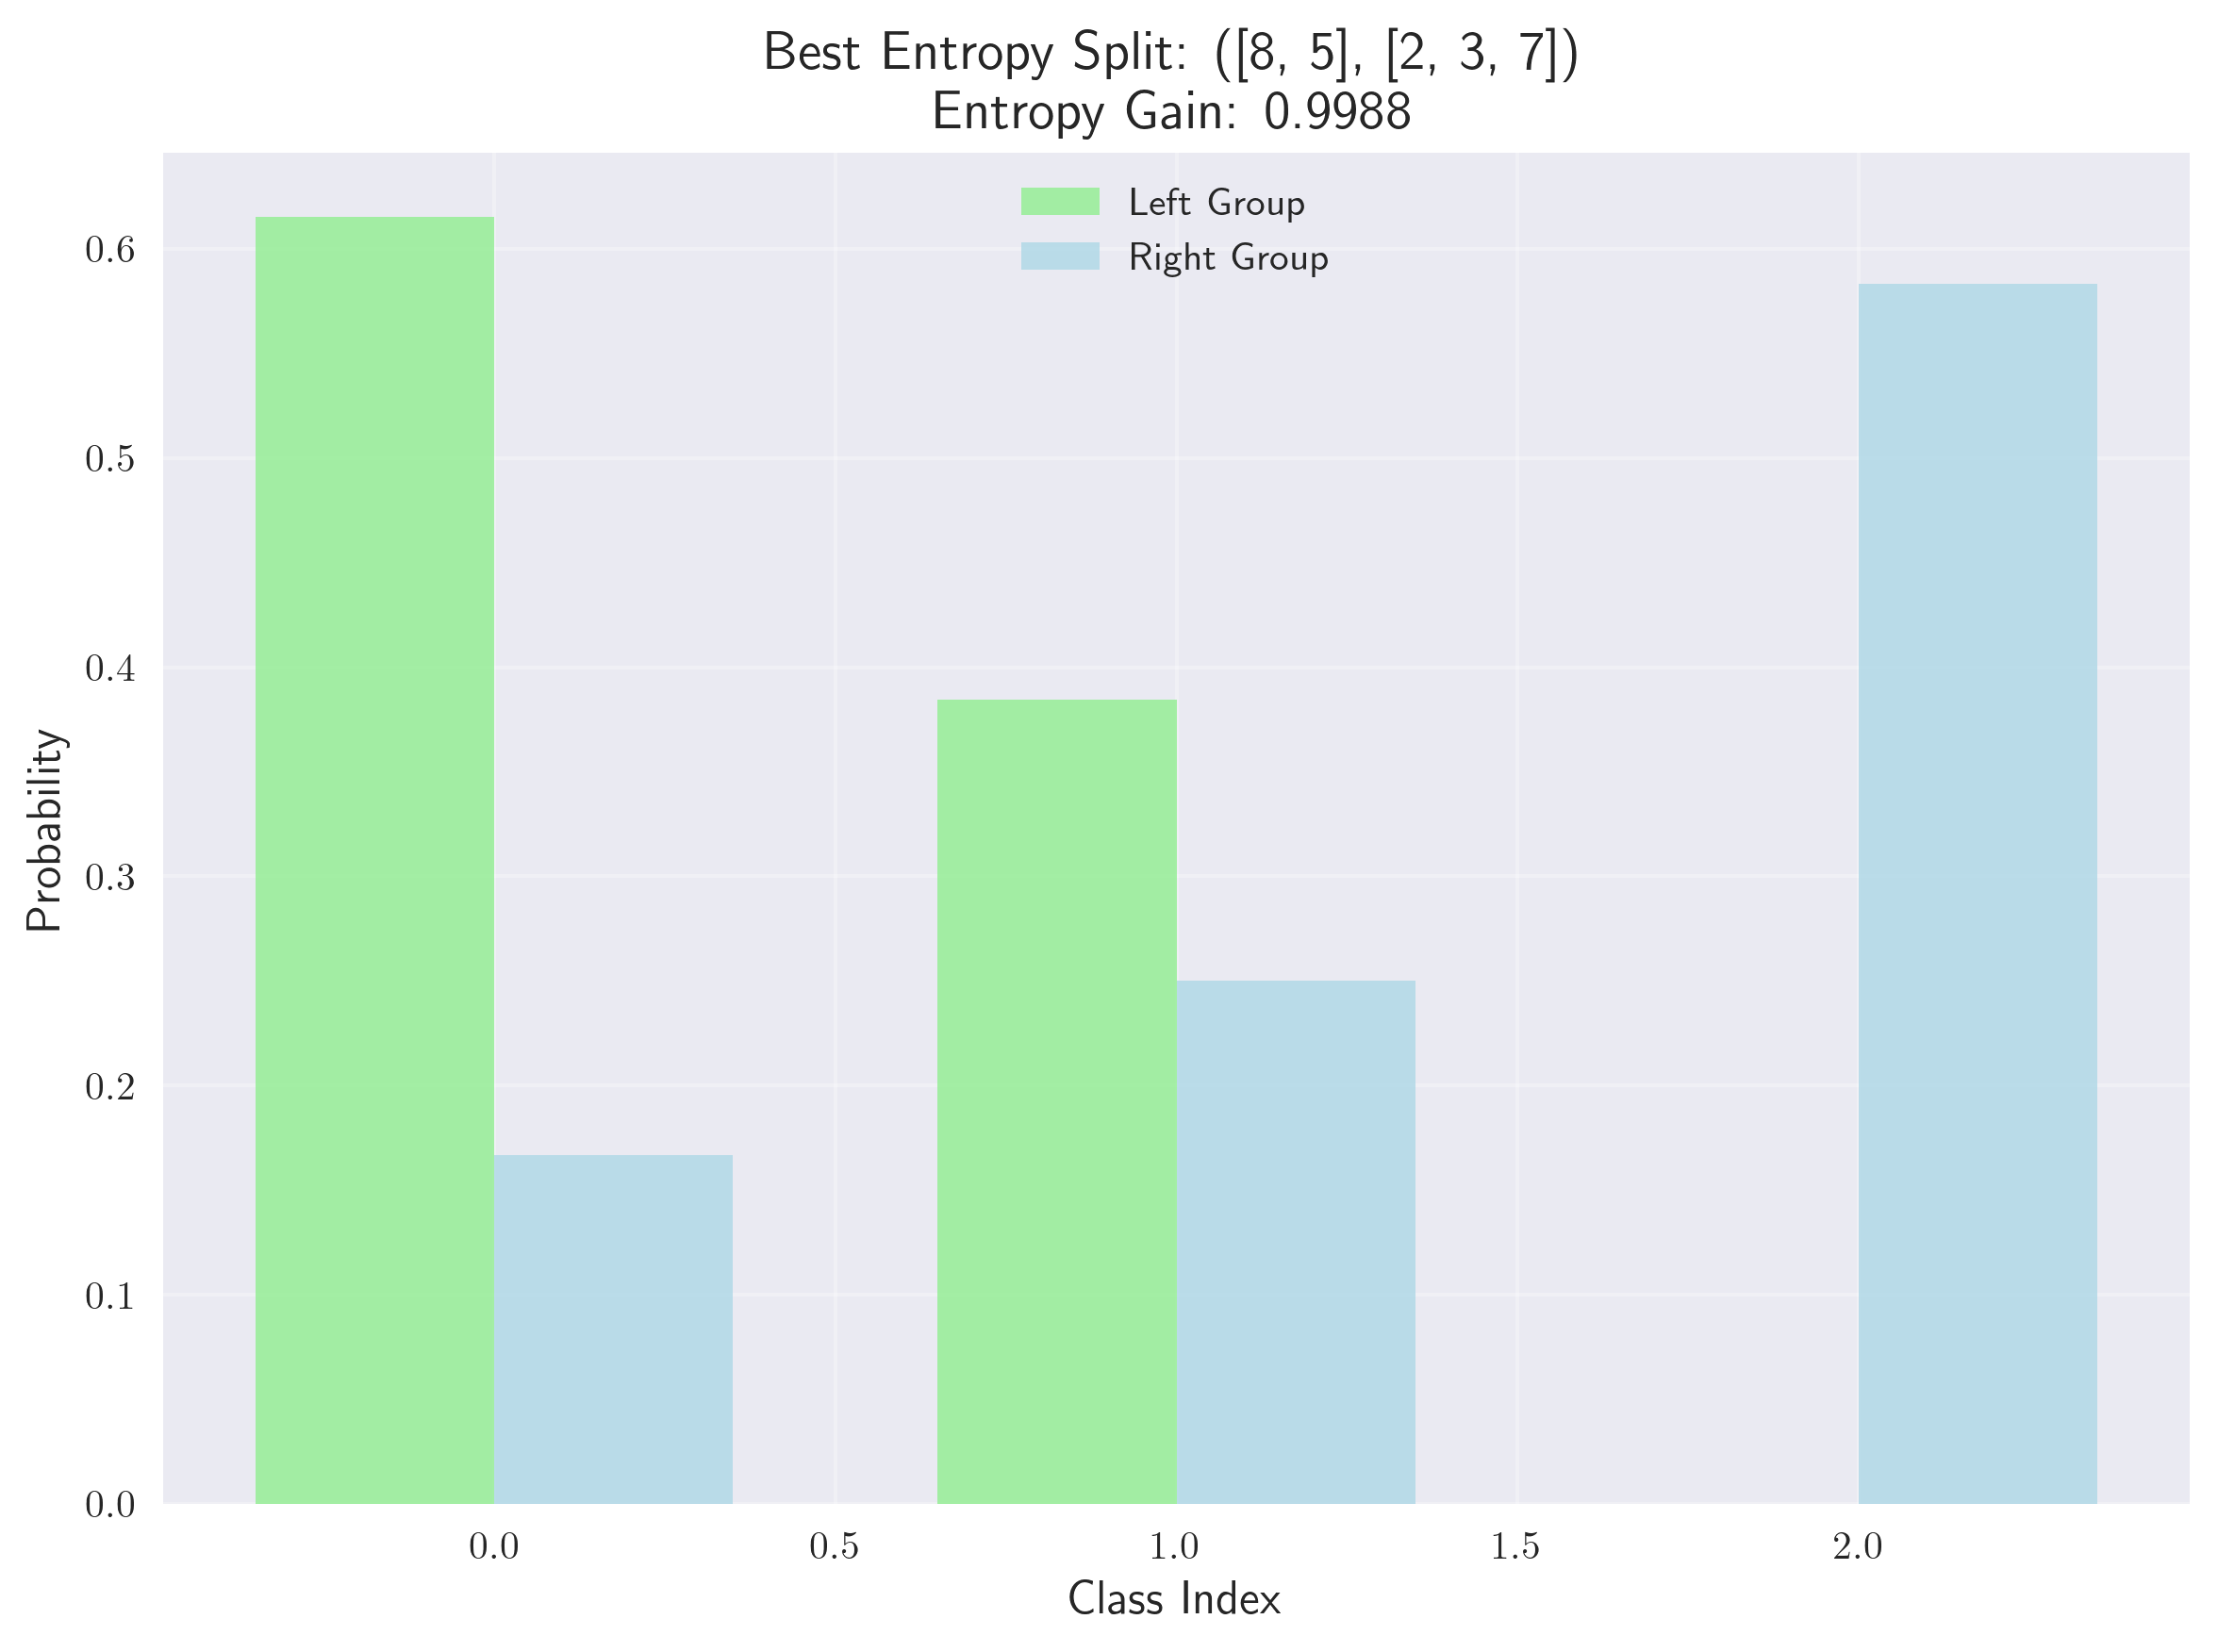 Best Entropy Split: ([8, 5], [2, 3, 7])
Entropy Gain: 0.9988
Left Group
Right Group
0.6
0.5
0.4
0.3
0.2
0.1
0.0
Probability
0.0 0.5 1.0 1.5 2.0
Class Index